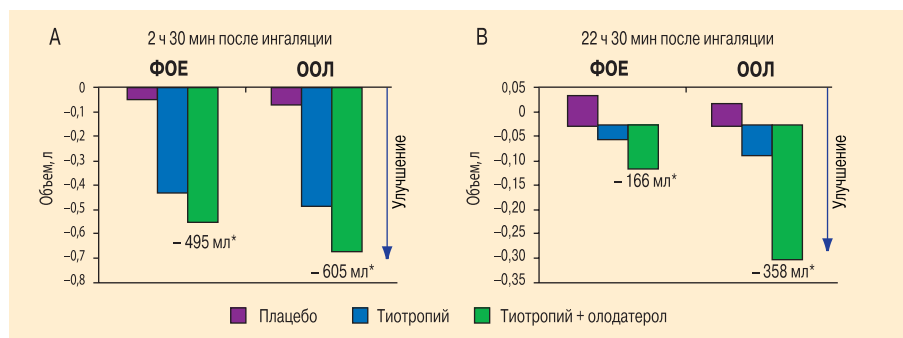 А
2 ч 30 мин после ингаляции
ФОЕ
ООЛ
0
–0,1
–0,2
–0,3
–0,4
–0,5
–0,6
–0,7
–0,8
Объем, л
– 495 мл*
– 605 мл*
Улучшение
В
22 ч 30 мин после ингаляции
ФОЕ
ООЛ
0,05
0
–0,05
–0,10
–0,15
–0,20
–0,25
–0,30
–0,35
Объем, л
– 166 мл*
–358 мл*
Улучшение
Плацебо
Тиотропий
Тиотропий + олодатерол